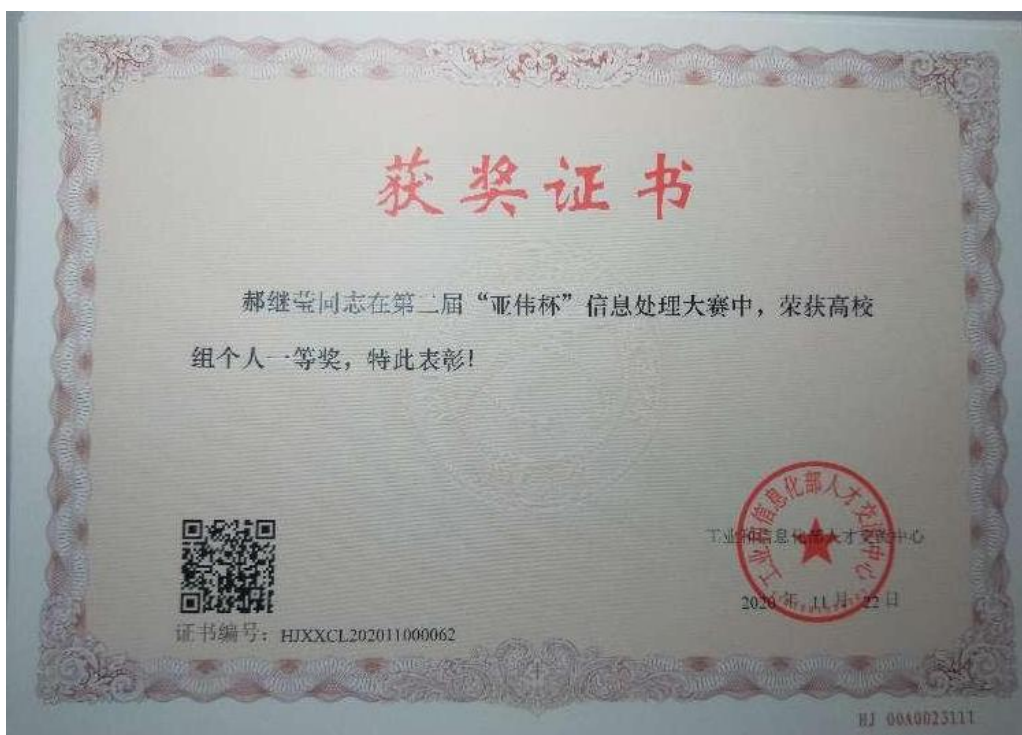 获奖证书
郝继莹同志在第二届“亚伟杯”信息处理大赛中，荣获高校
组个人一等奖，特此表彰！
工业和信息化部人才交流中心
2020年 11月 22日
证书编号：HJXXCL202011000062
HJ 00A0023111